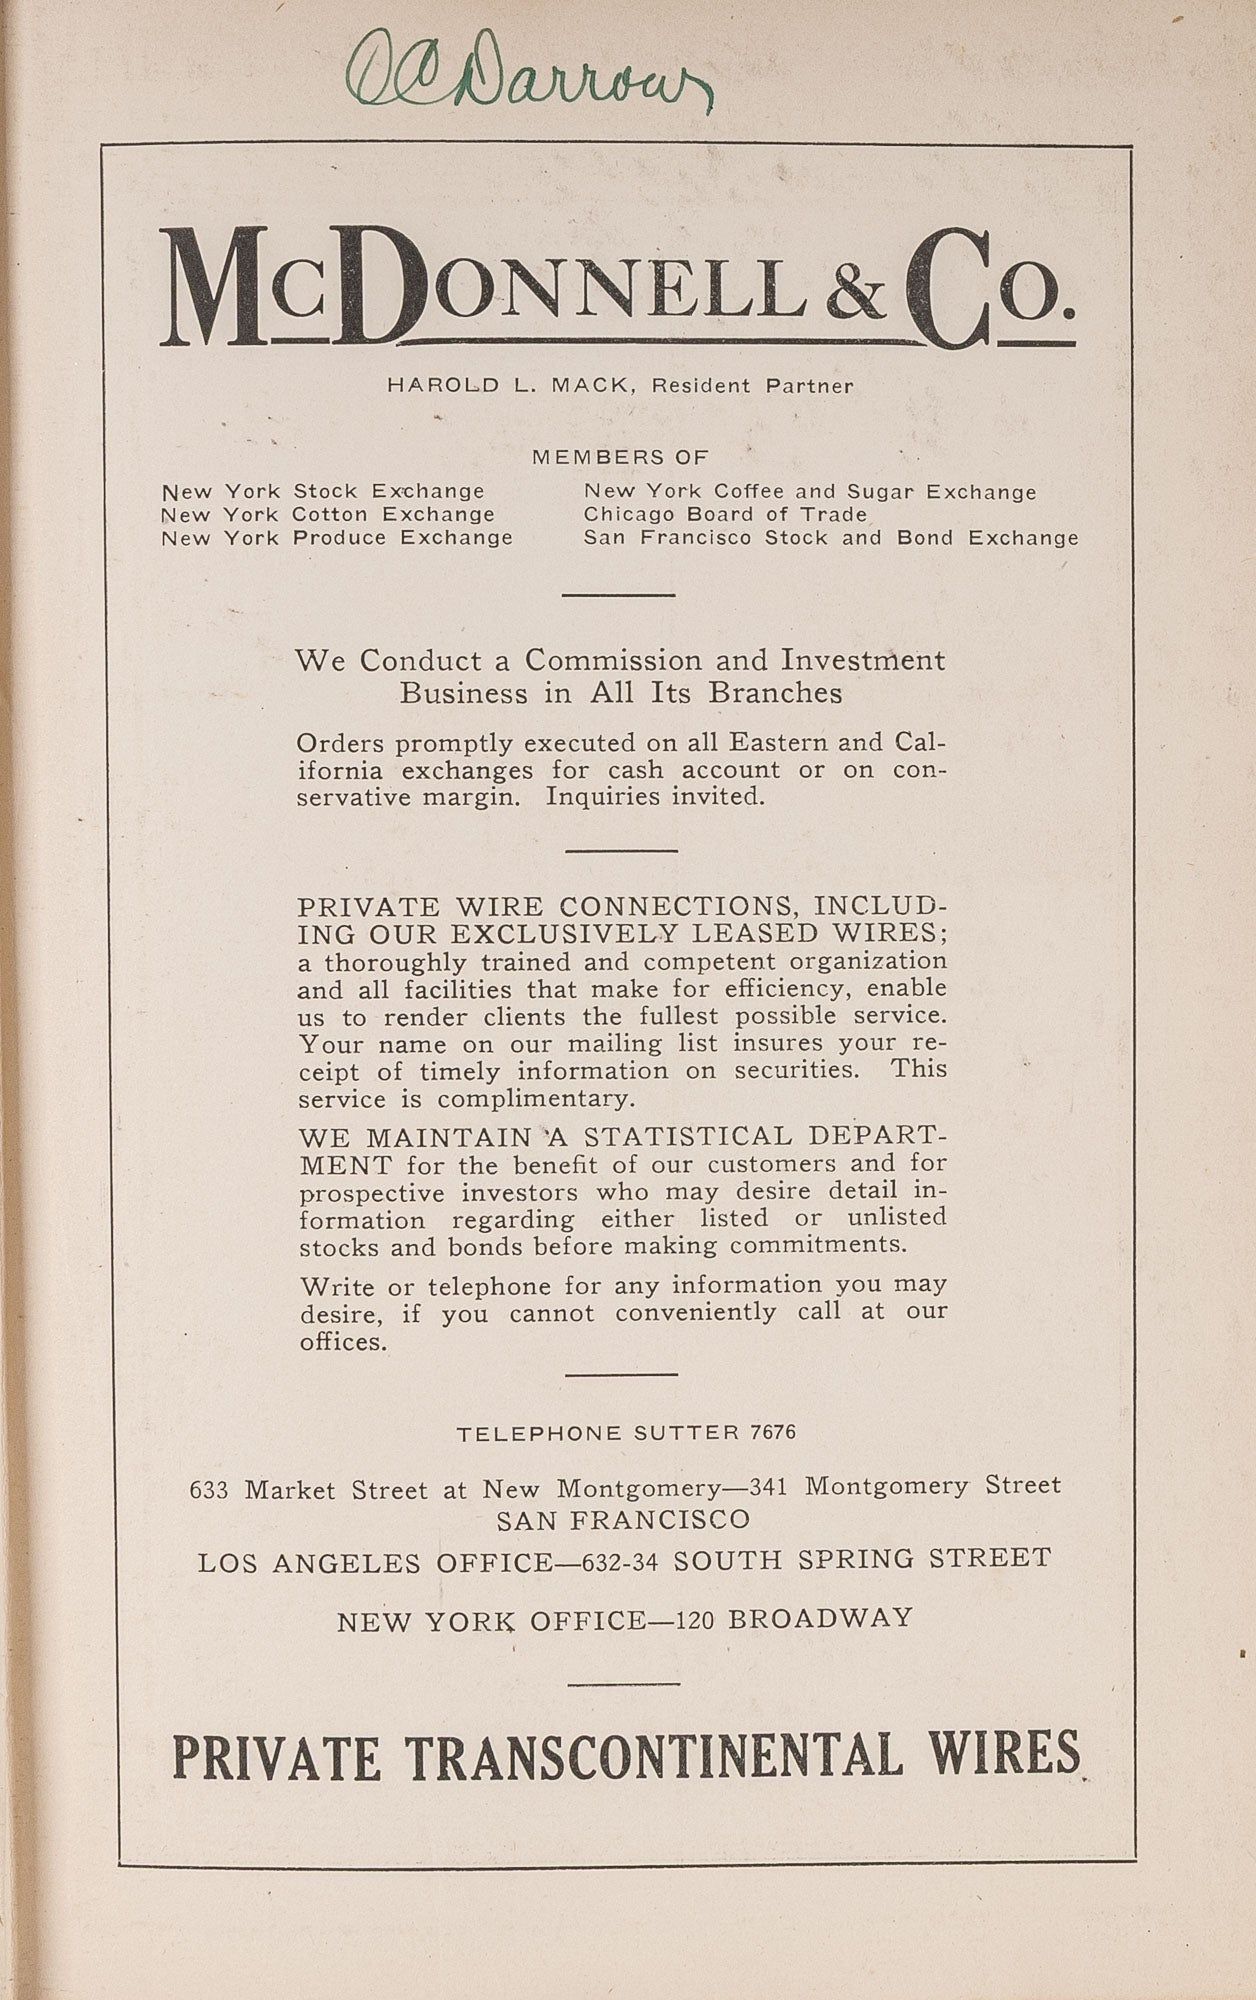 OC Darrow
McDonnell & Co.
HAROLD L. MACK, Resident Partner
MEMBERS OF
New York Stock Exchange
New York Cotton Exchange
New York Produce Exchange
New York Coffee and Sugar Exchange
Chicago Board of Trade
San Francisco Stock and Bond Exchange
We Conduct a Commission and Investment
Business in All Its Branches
Orders promptly executed on all Eastern and Cal-
ifornia exchanges for cash account or on con-
servative margin. Inquiries invited.
PRIVATE WIRE CONNECTIONS, INCLUD-
ING OUR EXCLUSIVELY LEASED WIRES;
a thoroughly trained and competent organization
and all facilities that make for efficiency, enable
us to render clients the fullest possible service.
Your name on our mailing list insures your re-
ceipt of timely information on securities. This
service is complimentary.
WE MAINTAIN A STATISTICAL DEPART-
MENT for the benefit of our customers and for
prospective investors who may desire detail in-
formation regarding either listed or unlisted
stocks and bonds before making commitments.
Write or telephone for any information you may
desire, if you cannot conveniently call at our
offices.
TELEPHONE SUTTER 7676
633 Market Street at New Montgomery—341 Montgomery Street
SAN FRANCISCO
LOS ANGELES OFFICE—632-34 SOUTH SPRING STREET
NEW YORK OFFICE—120 BROADWAY
PRIVATE TRANSCONTINENTAL WIRES